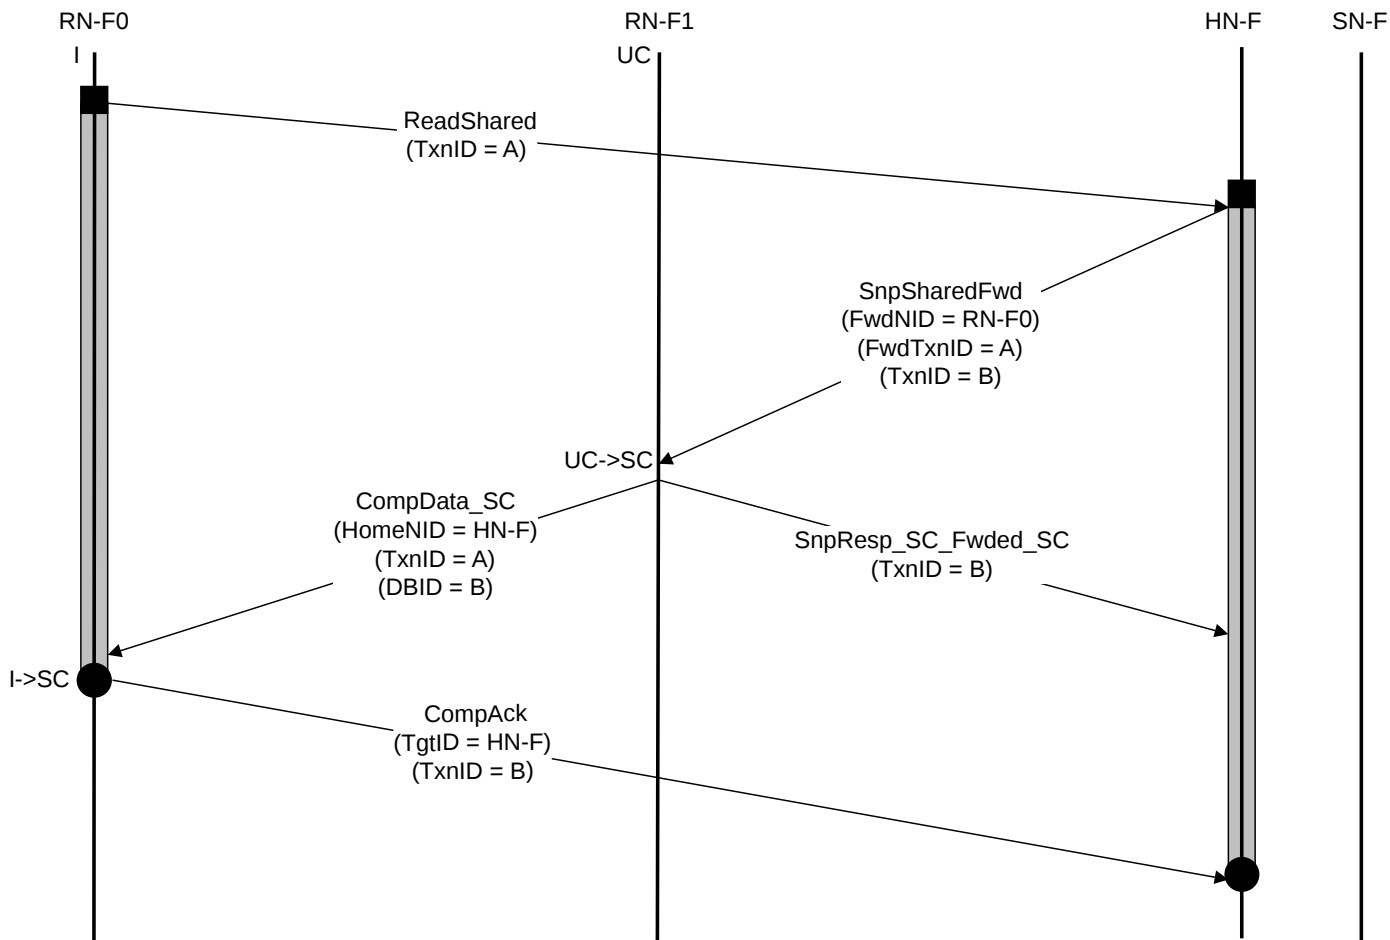 RN-F0
RN-F1
HN-F
SN-F
I
UC
ReadShared
(TxnID = A)
SnpSharedFwd
(FwdNID = RN-F0)
(FwdTxnID = A)
(TxnID = B)
UC->SC
CompData_SC
(HomeNID = HN-F)
(TxnID = A)
(DBID = B)
SnpResp_SC_Fwded_SC
(TxnID = B)
I->SC
CompAck
(TgtID = HN-F)
(TxnID = B)